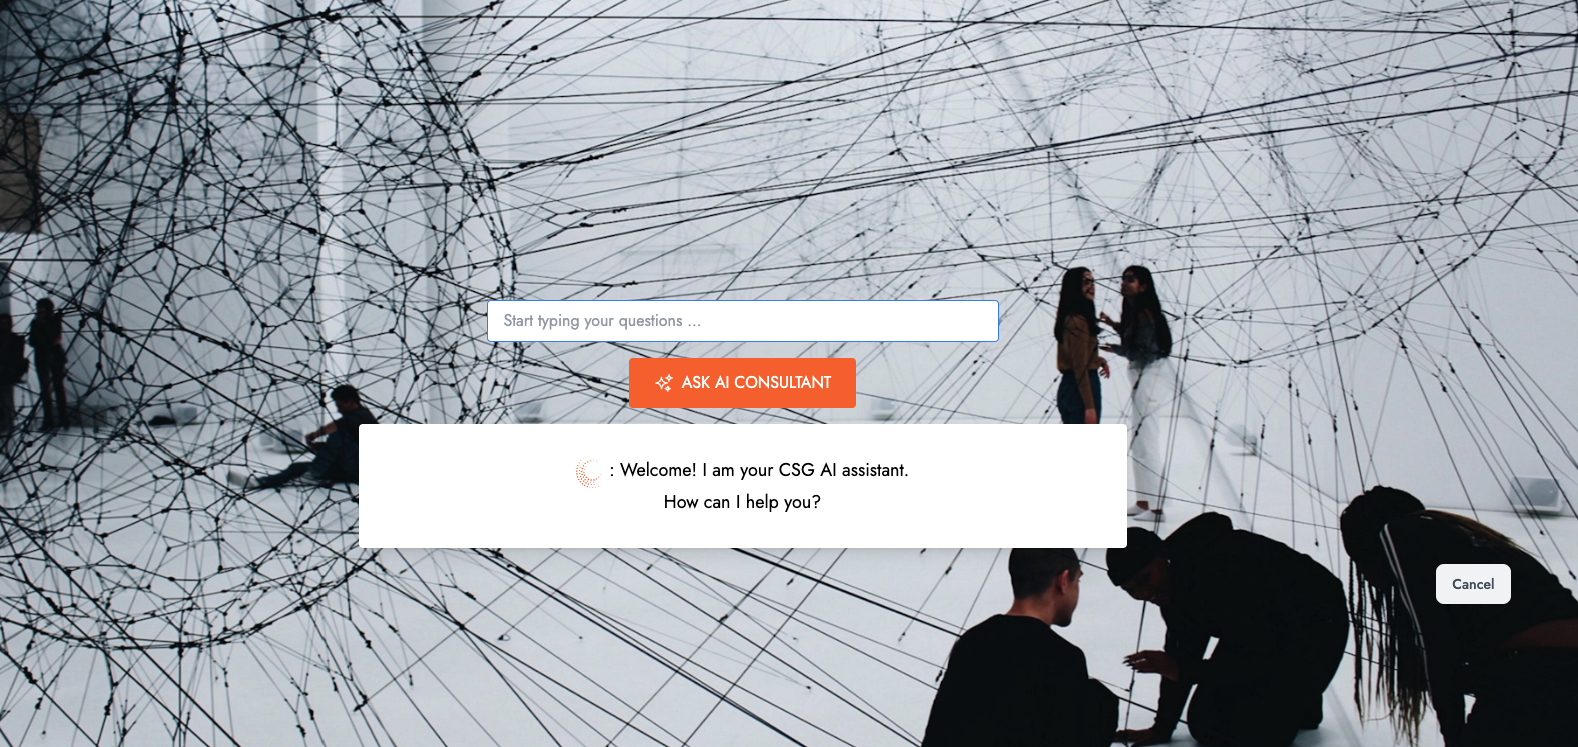 Start typing your questions ...
ASK AI CONSULTANT
: Welcome! I am your CSG AI assistant.
How can I help you?
Cancel